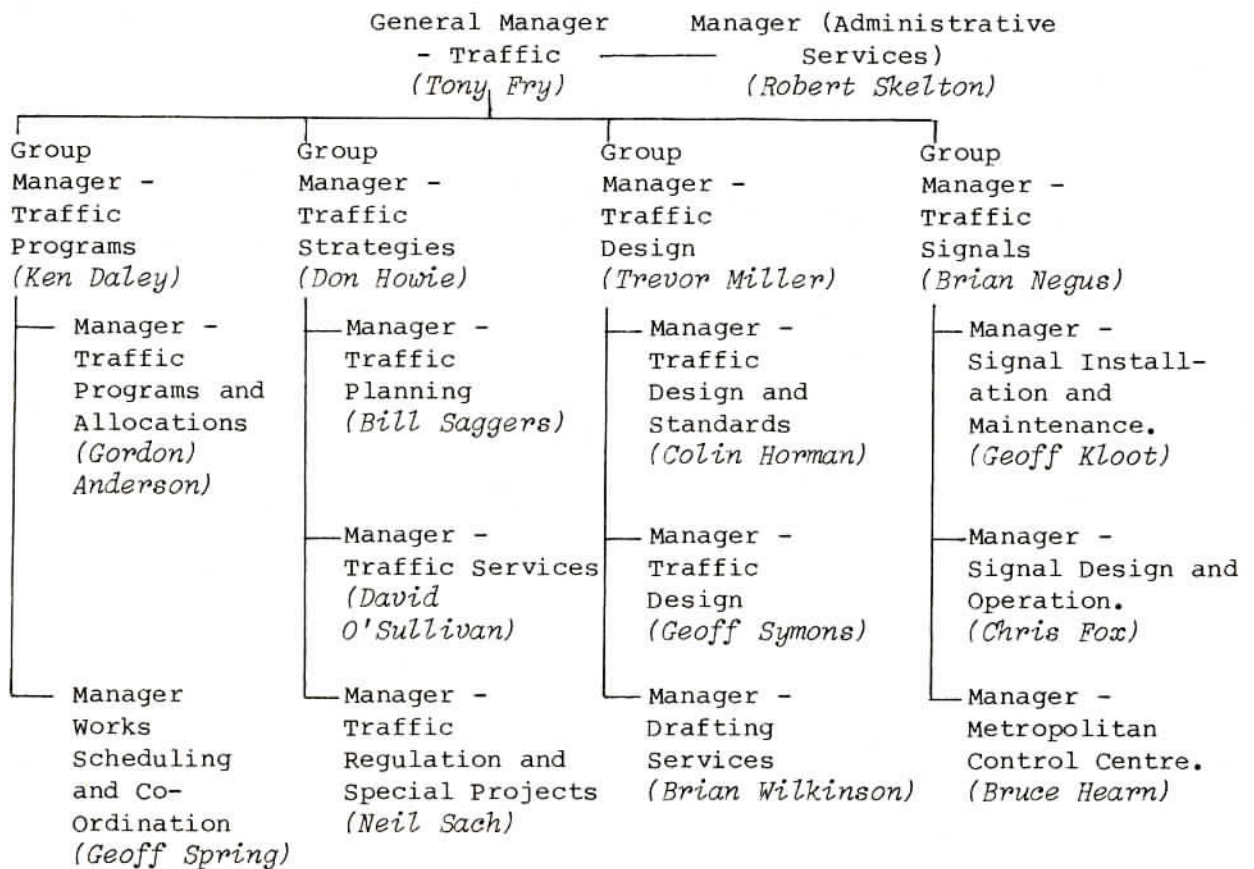 General Manager
- Traffic
(Tony Fry)
Manager (Administrative
Services)
(Robert Skelton)
Group
Manager -
Traffic
Programs
(Ken Daley)
Manager -
Traffic
Programs and
Allocations
(Gordon)
Anderson)
Manager
Works
Scheduling
and Co-
Ordination
(Geoff Spring)
Group
Manager -
Traffic
Strategies
(Don Howie)
Manager -
Traffic
Planning
(Bill Saggers)
Manager -
Traffic Services
(David
O'Sullivan)
Manager -
Traffic
Regulation and
Special Projects
(Neil Sach)
Group
Manager -
Traffic
Design
(Trevor Miller)
Manager -
Traffic
Design and
Standards
(Colin Horman)
Manager -
Traffic
Design
(Geoff Symons)
Manager -
Drafting
Services
(Brian Wilkinson)
Group
Manager -
Traffic
Signals
(Brian Negus)
Manager -
Signal Install-
ation and
Maintenance.
(Geoff Kloot)
Manager -
Signal Design and
Operation.
(Chris Fox)
Manager -
Metropolitan
Control Centre.
(Bruce Hearn)